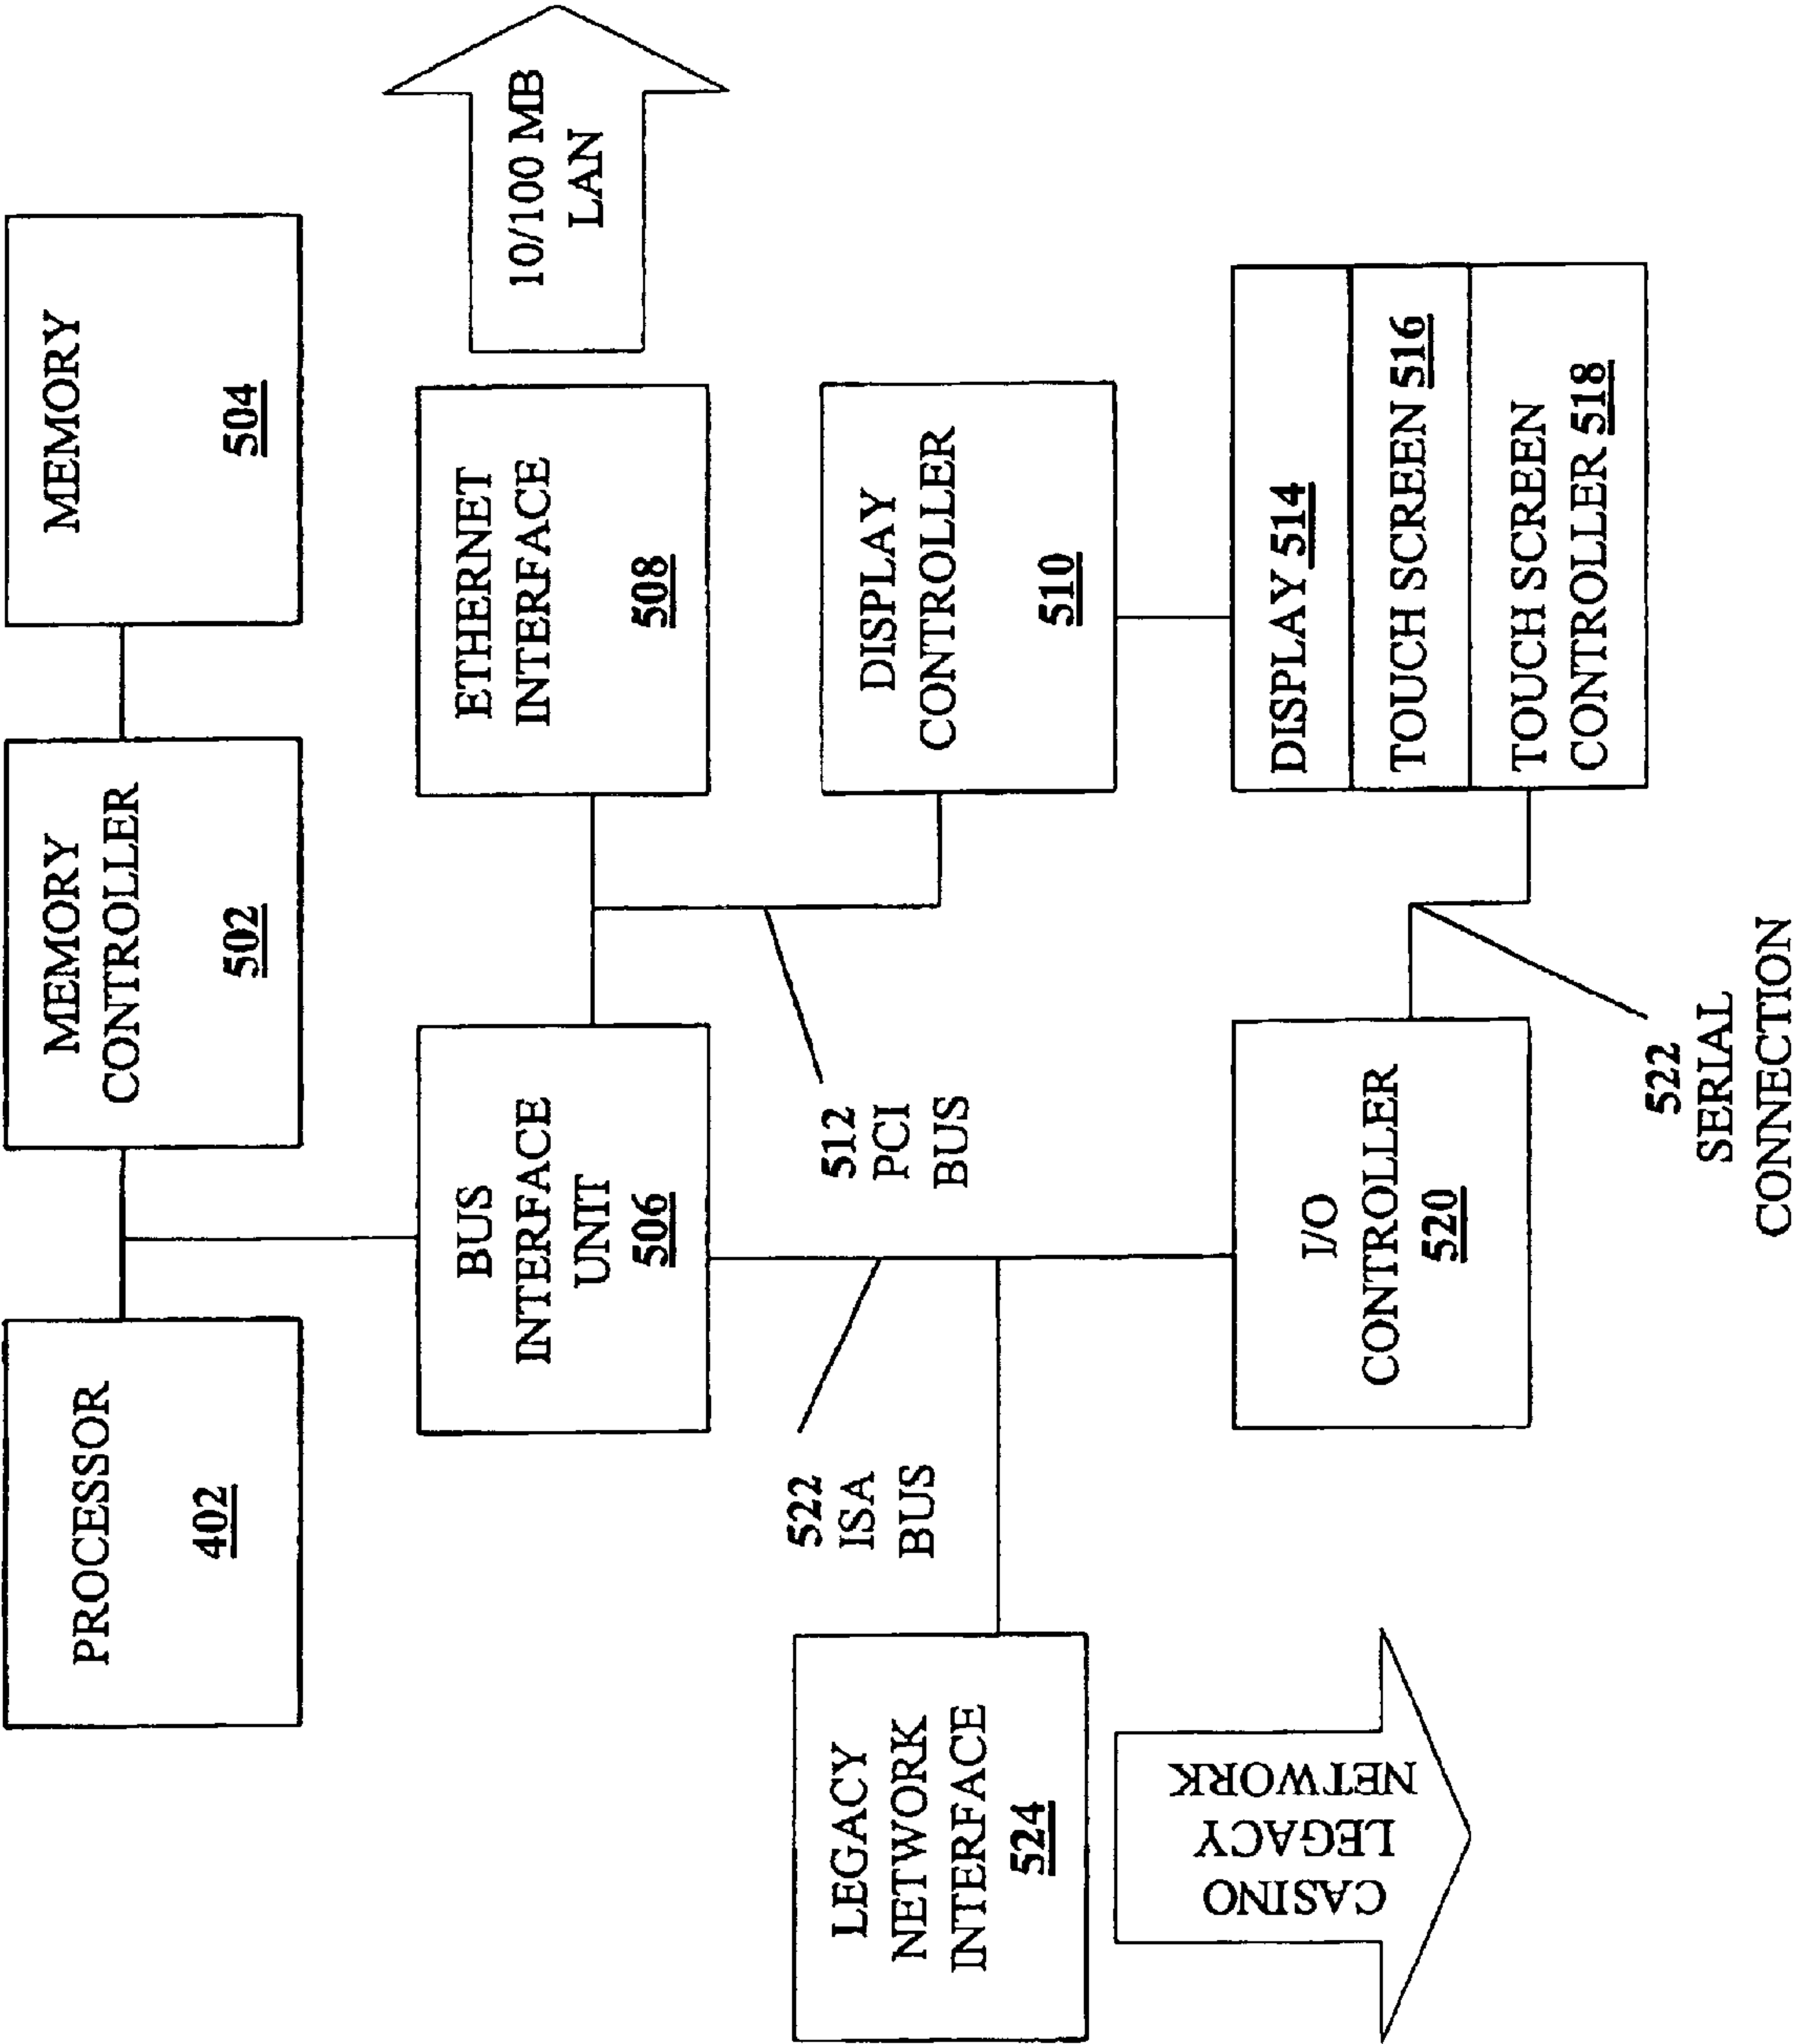 PROCESSOR
402
MEMORY
CONTROLLER
502
MEMORY
504
BUS
INTERFACE
UNIT
506
ETHERNET
INTERFACE
508
10/100 MB
LAN
512
PCI
BUS
DISPLAY
CONTROLLER
510
522
ISA
BUS
LEGACY
NETWORK
INTERFACE
524
CASINO
LEGACY
NETWORK
I/O
CONTROLLER
520
DISPLAY 514
TOUCH SCREEN 516
TOUCH SCREEN
CONTROLLER 518
522
SERIAL
CONNECTION